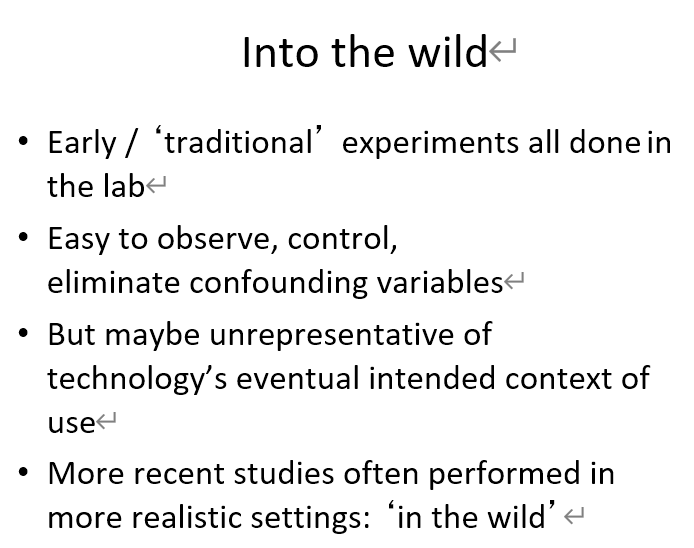 Into the wild↵
• Early / ‘traditional’ experiments all done in
the lab↵
• Easy to observe, control,
eliminate confounding variables↵
• But maybe unrepresentative of
technology’s eventual intended context of
use↵
• More recent studies often performed in
more realistic settings: ‘in the wild’↵